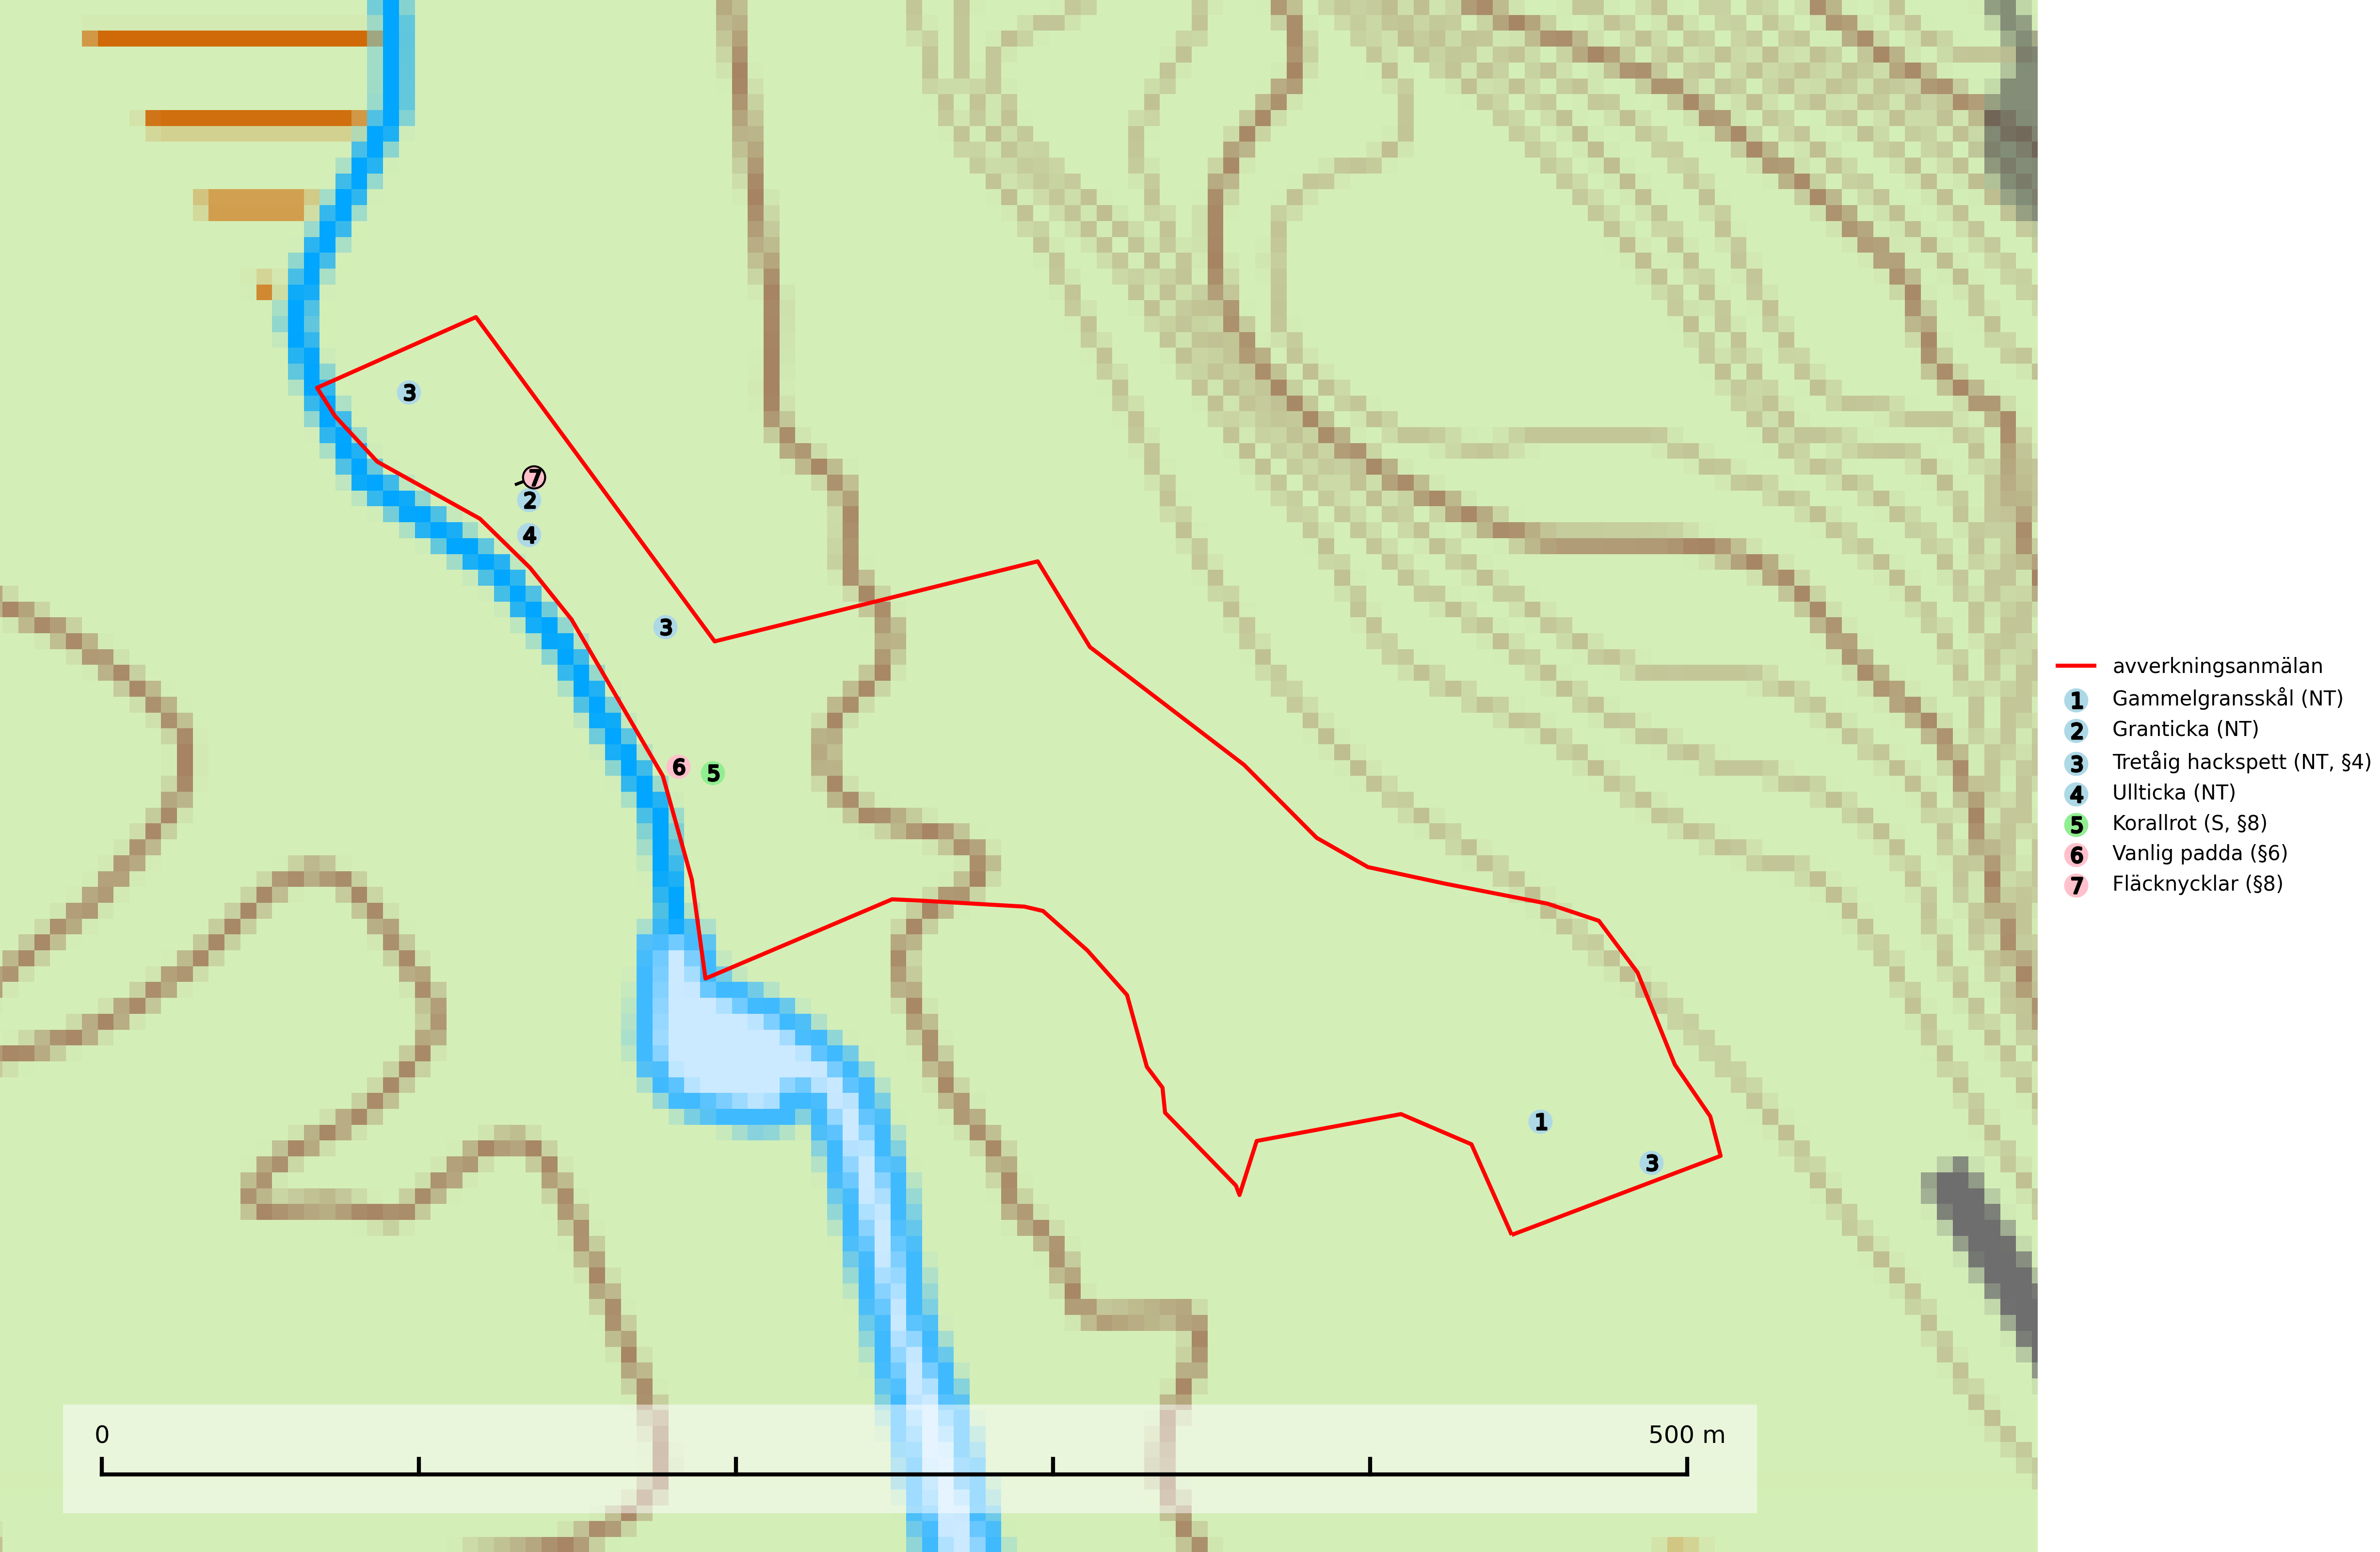 3
7
2
4
3
6
5
1
3
avverkningsanmälan
1 Gammelgransskål (NT)
2 Granticka (NT)
3 Tretåig hackspett (NT, §4)
4 Ullticka (NT)
5 Korallrot (S, §8)
6 Vanlig padda (§6)
7 Fläcknycklar (§8)
0 500 m